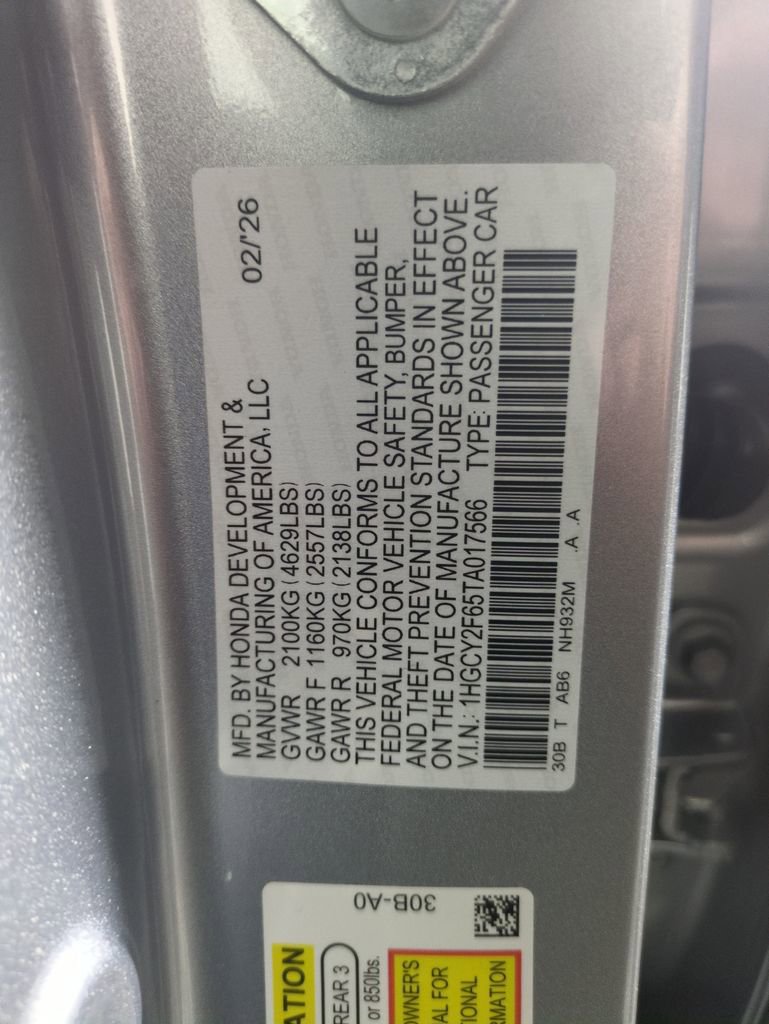 MFD. BY HONDA DEVELOPMENT &
MANUFACTURING OF AMERICA, LLC 02/'26
GVWR 2100KG (4629LBS)
GAWR F 1160KG (2557LBS)
GAWR R 970KG (2138LBS)
THIS VEHICLE CONFORMS TO ALL APPLICABLE
FEDERAL MOTOR VEHICLE SAFETY, BUMPER,
AND THEFT PREVENTION STANDARDS IN EFFECT
ON THE DATE OF MANUFACTURE SHOWN ABOVE.
V.I.N.: 1HGCY2F65TA017566 TYPE: PASSENGER CAR
30B T AB6 NH932M .A .A
30B-A0
ATION
REAR 3
or 850lbs.
OWNER'S
AL FOR
TIONAL
RMATION